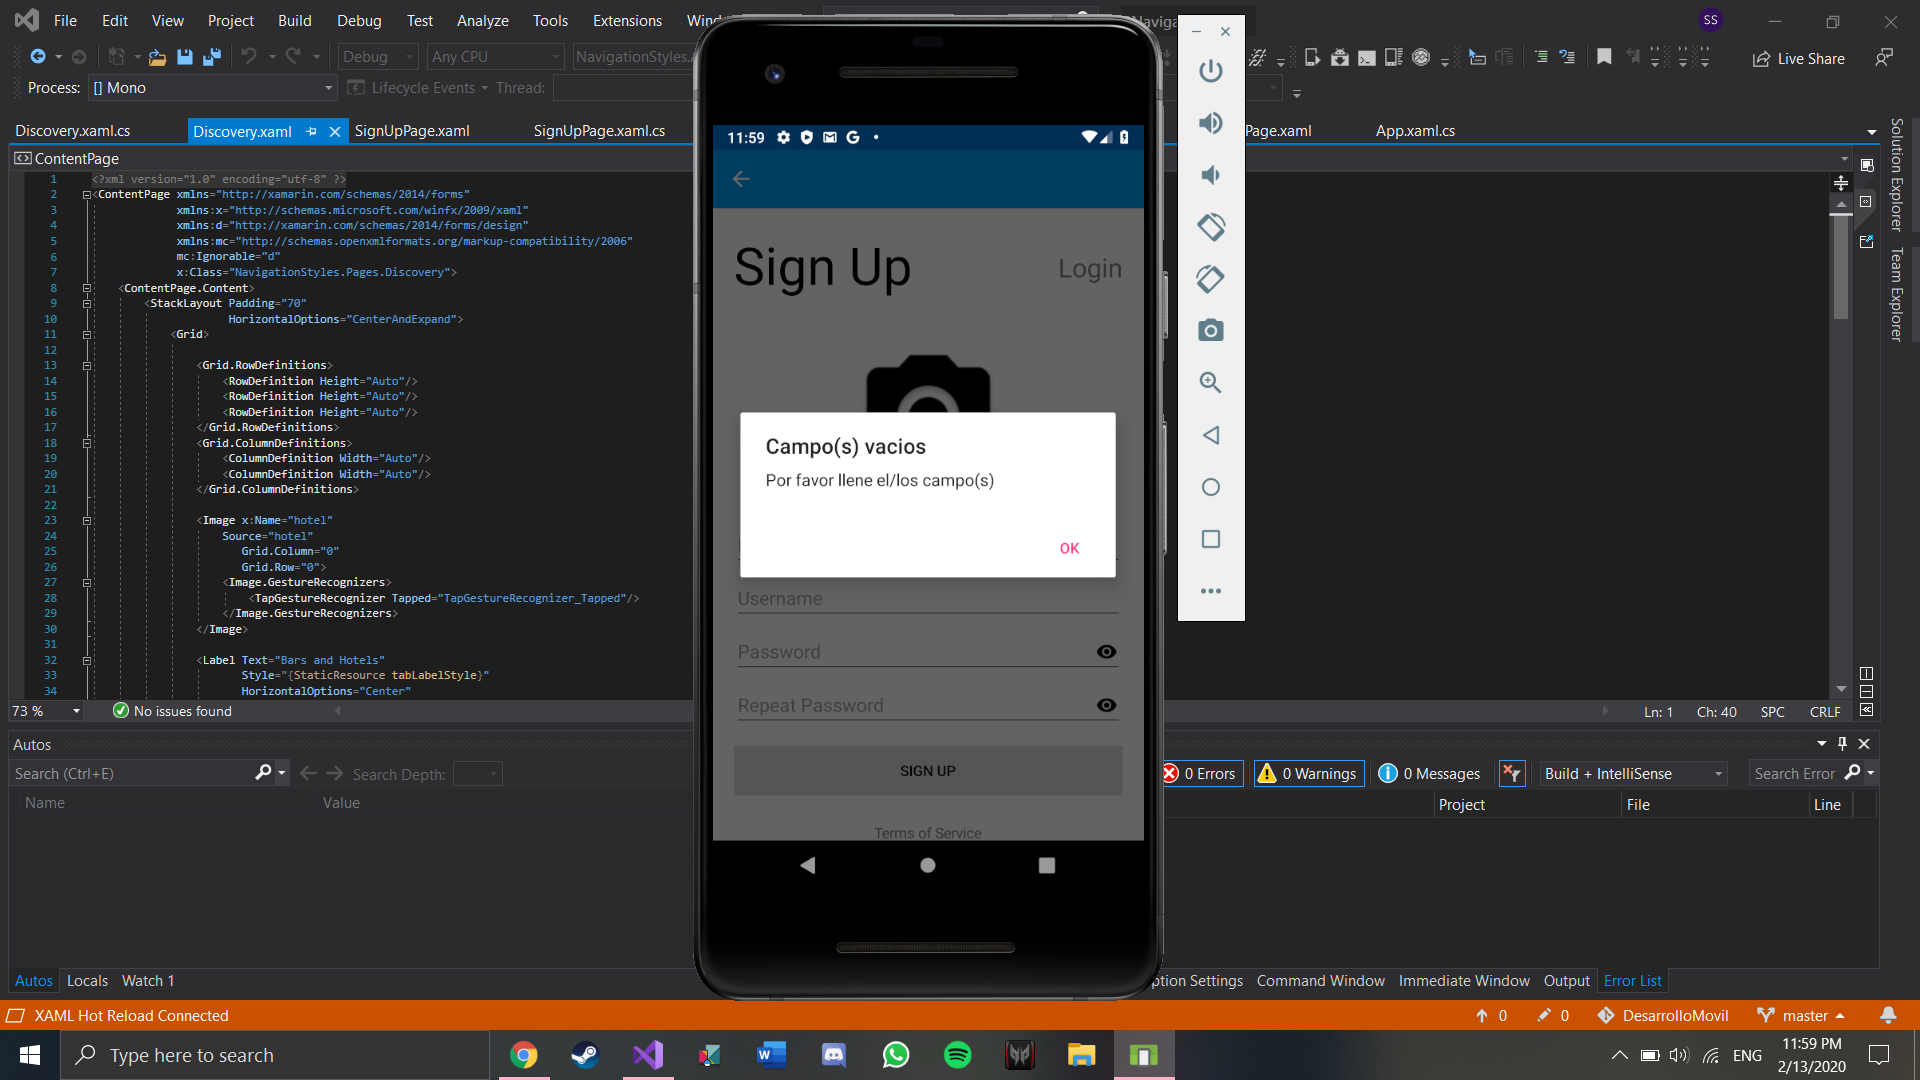 File Edit View Project Build Debug Test Analyze Tools Extensions Wind
SS
Debug Any CPU NavigationStyles.
Live Share
Process: [] Mono Lifecycle Events Thread:
Discovery.xaml.cs Discovery.xaml SignUpPage.xaml SignUpPage.xaml.cs Page.xaml App.xaml.cs
ContentPage
1 <?xml version="1.0" encoding="utf-8" ?>
2 <ContentPage xmlns="http://xamarin.com/schemas/2014/forms"
3 xmlns:x="http://schemas.microsoft.com/winfx/2009/xaml"
4 xmlns:d="http://xamarin.com/schemas/2014/forms/design"
5 xmlns:mc="http://schemas.openxmlformats.org/markup-compatibility/2006"
6 mc:Ignorable="d"
7 x:Class="NavigationStyles.Pages.Discovery">
8 <ContentPage.Content>
9 <StackLayout Padding="70"
10 HorizontalOptions="CenterAndExpand">
11 <Grid>
12
13 <Grid.RowDefinitions>
14 <RowDefinition Height="Auto"/>
15 <RowDefinition Height="Auto"/>
16 <RowDefinition Height="Auto"/>
17 </Grid.RowDefinitions>
18 <Grid.ColumnDefinitions>
19 <ColumnDefinition Width="Auto"/>
20 <ColumnDefinition Width="Auto"/>
21 </Grid.ColumnDefinitions>
22
23 <Image x:Name="hotel"
24 Source="hotel"
25 Grid.Column="0"
26 Grid.Row="0">
27 <Image.GestureRecognizers>
28 <TapGestureRecognizer Tapped="TapGestureRecognizer_Tapped"/>
29 </Image.GestureRecognizers>
30 </Image>
31
32 <Label Text="Bars and Hotels"
33 Style="{StaticResource tabLabelStyle}"
34 HorizontalOptions="Center"
73 % No issues found
Ln: 1 Ch: 40 SPC CRLF
Solution Explorer
Team Explorer
11:59
Sign Up Login
Campo(s) vacios
Por favor llene el/los campo(s)
OK
Username
Password
Repeat Password
SIGN UP
Terms of Service
Autos
Search (Ctrl+E) Search Depth:
Name Value
0 Errors 0 Warnings 0 Messages Build + IntelliSense Search Error
Project File Line
Autos Locals Watch 1
ption Settings Command Window Immediate Window Output Error List
XAML Hot Reload Connected
0 0 DesarrolloMovil master
Type here to search
ENG
11:59 PM
2/13/2020